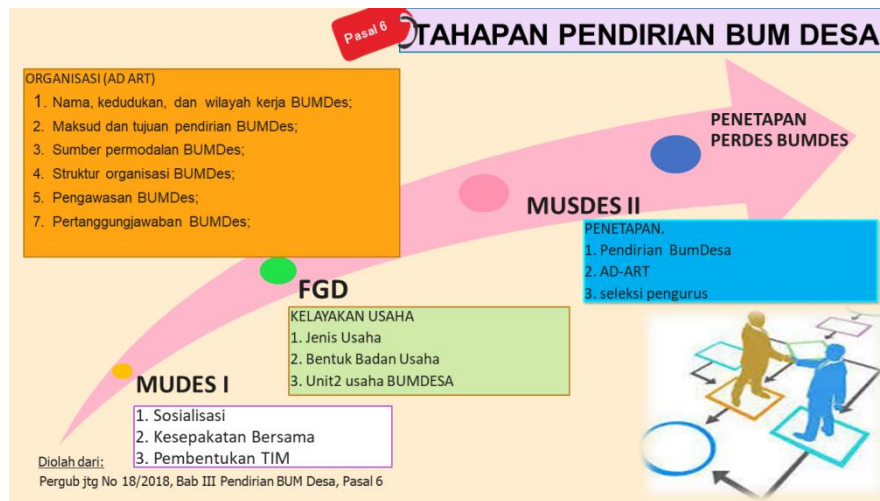 Pasal 6
TAHAPAN PENDIRIAN BUM DESA
ORGANISASI (AD ART)
1. Nama, kedudukan, dan wilayah kerja BUMDes;
2. Maksud dan tujuan pendirian BUMDes;
3. Sumber permodalan BUMDes;
4. Struktur organisasi BUMDes;
5. Pengawasan BUMDes;
7. Pertanggungjawaban BUMDes;
PENETAPAN
PERDES BUMDES
MUSDES II
PENETAPAN.
1. Pendirian BumDesa
2. AD-ART
3. seleksi pengurus
FGD
KELAYAKAN USAHA
1. Jenis Usaha
2. Bentuk Badan Usaha
3. Unit2 usaha BUMDESA
MUDES I
1. Sosialisasi
2. Kesepakatan Bersama
3. Pembentukan TIM
Diolah dari:
Pergub jtg No 18/2018, Bab III Pendirian BUM Desa, Pasal 6